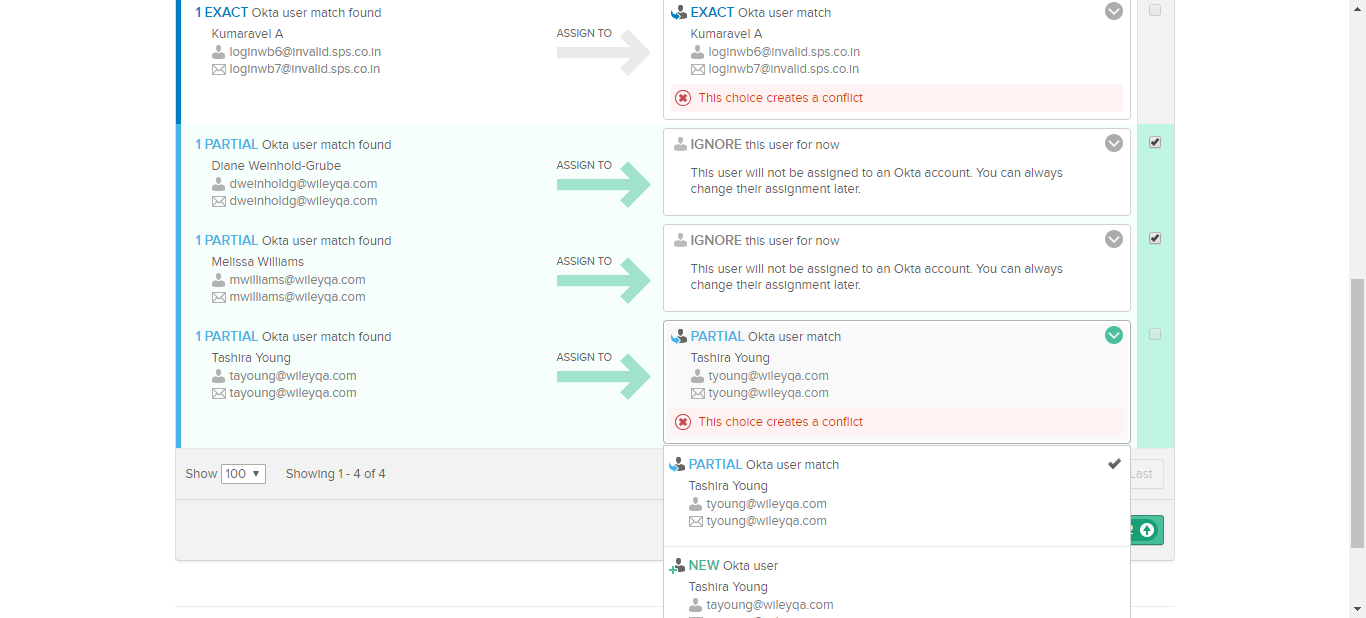 1 EXACT Okta user match found
Kumaravel A
loginwb6@invalid.sps.co.in
loginwb7@invalid.sps.co.in
ASSIGN TO
EXACT Okta user match
Kumaravel A
loginwb6@invalid.sps.co.in
loginwb7@invalid.sps.co.in
This choice creates a conflict
1 PARTIAL Okta user match found
Diane Weinhold-Grube
dweinholdg@wileyqa.com
dweinholdg@wileyqa.com
ASSIGN TO
IGNORE this user for now
This user will not be assigned to an Okta account. You can always
change their assignment later.
1 PARTIAL Okta user match found
Melissa Williams
mwilliams@wileyqa.com
mwilliams@wileyqa.com
ASSIGN TO
IGNORE this user for now
This user will not be assigned to an Okta account. You can always
change their assignment later.
1 PARTIAL Okta user match found
Tashira Young
tayoung@wileyqa.com
tayoung@wileyqa.com
ASSIGN TO
PARTIAL Okta user match
Tashira Young
tyoung@wileyqa.com
tyoung@wileyqa.com
This choice creates a conflict
Show 100 Showing 1 - 4 of 4
Last
PARTIAL Okta user match
Tashira Young
tyoung@wileyqa.com
tyoung@wileyqa.com
NEW Okta user
Tashira Young
tayoung@wileyqa.com